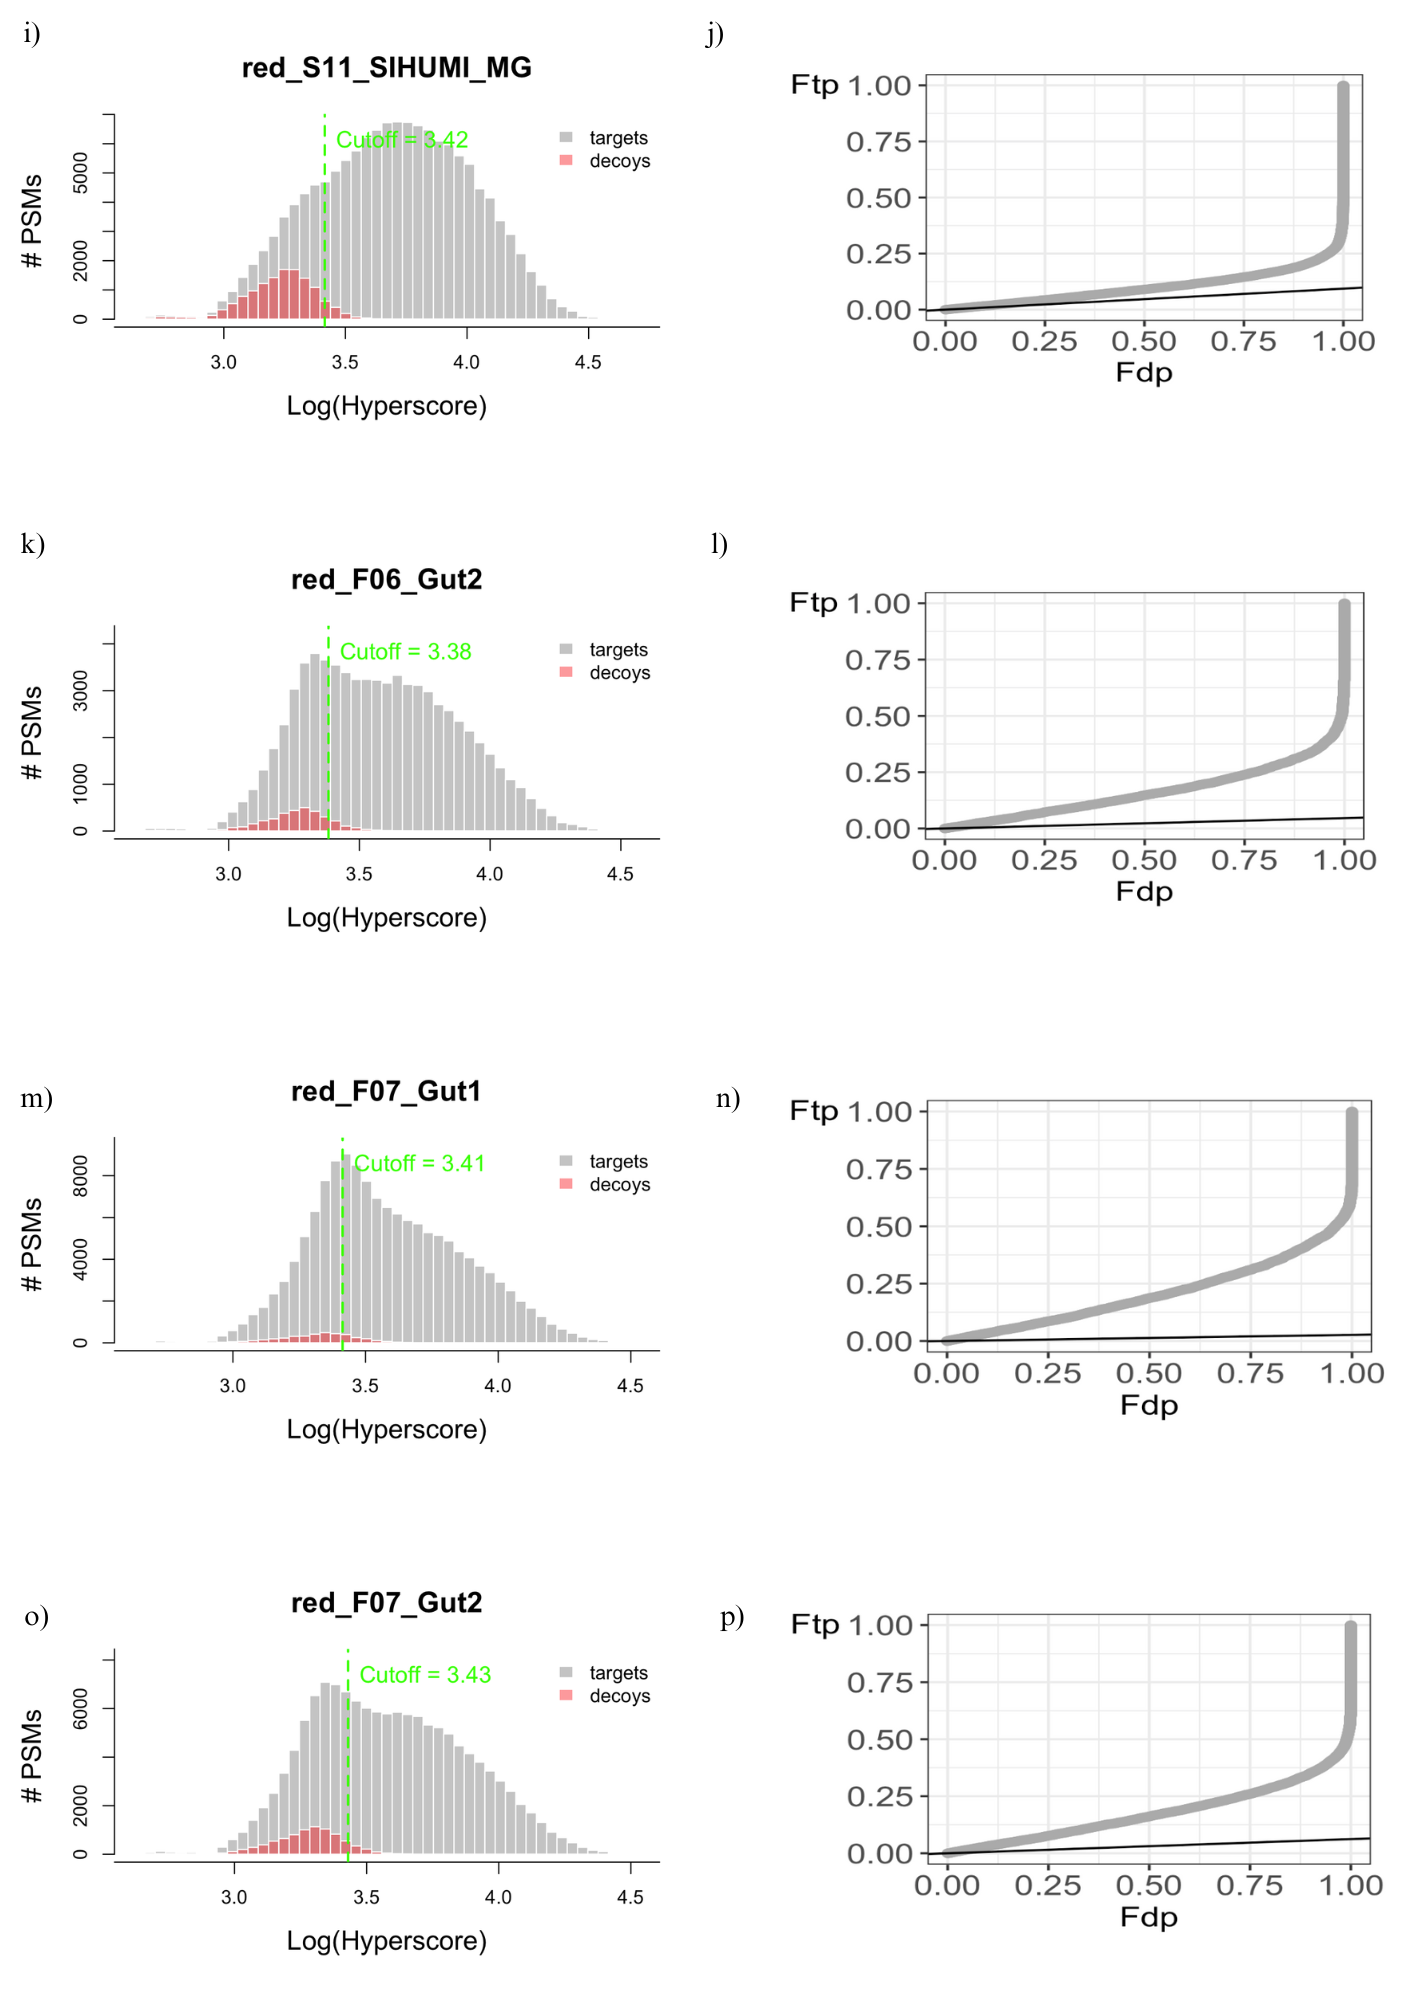 i)
red_S11_SIHUMI_MG
Cutoff = 3.42
targets
decoys
# PSMs
0
2000
5000
3.0 3.5 4.0 4.5
Log(Hyperscore)
j)
Ftp 1.00
0.75
0.50
0.25
0.00
0.00 0.25 0.50 0.75 1.00
Fdp
k)
red_F06_Gut2
Cutoff = 3.38
targets
decoys
# PSMs
0
1000
3000
3.0 3.5 4.0 4.5
Log(Hyperscore)
l)
Ftp 1.00
0.75
0.50
0.25
0.00
0.00 0.25 0.50 0.75 1.00
Fdp
m)
red_F07_Gut1
Cutoff = 3.41
targets
decoys
# PSMs
0
4000
8000
3.0 3.5 4.0 4.5
Log(Hyperscore)
n)
Ftp 1.00
0.75
0.50
0.25
0.00
0.00 0.25 0.50 0.75 1.00
Fdp
o)
red_F07_Gut2
Cutoff = 3.43
targets
decoys
# PSMs
0
2000
6000
3.0 3.5 4.0 4.5
Log(Hyperscore)
p)
Ftp 1.00
0.75
0.50
0.25
0.00
0.00 0.25 0.50 0.75 1.00
Fdp